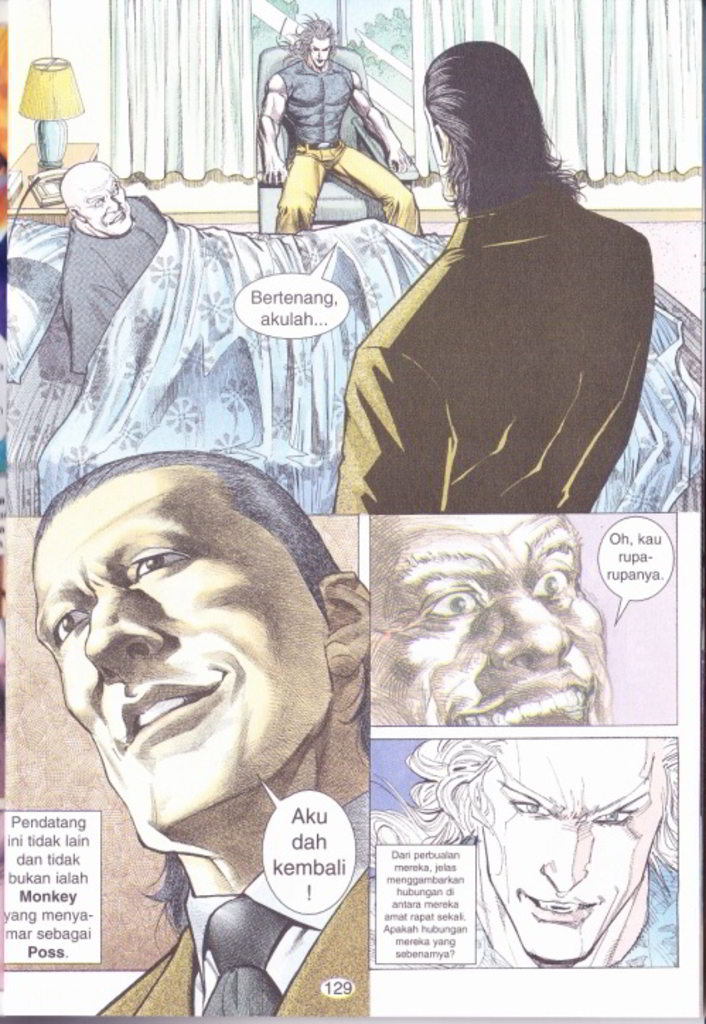 Bertenang,
akulah...
Oh, kau
rupa-
rupanya.
Aku
dah
kembali
!
Pendatang
ini tidak lain
dan tidak
bukan ialah
Monkey
yang menya-
mar sebagai
Poss.
Dari perbualan
mereka, jelas
menggambarkan
hubungan di
antara mereka
amat rapat sekali.
Apakah hubungan
mereka yang
sebenarnya?
129